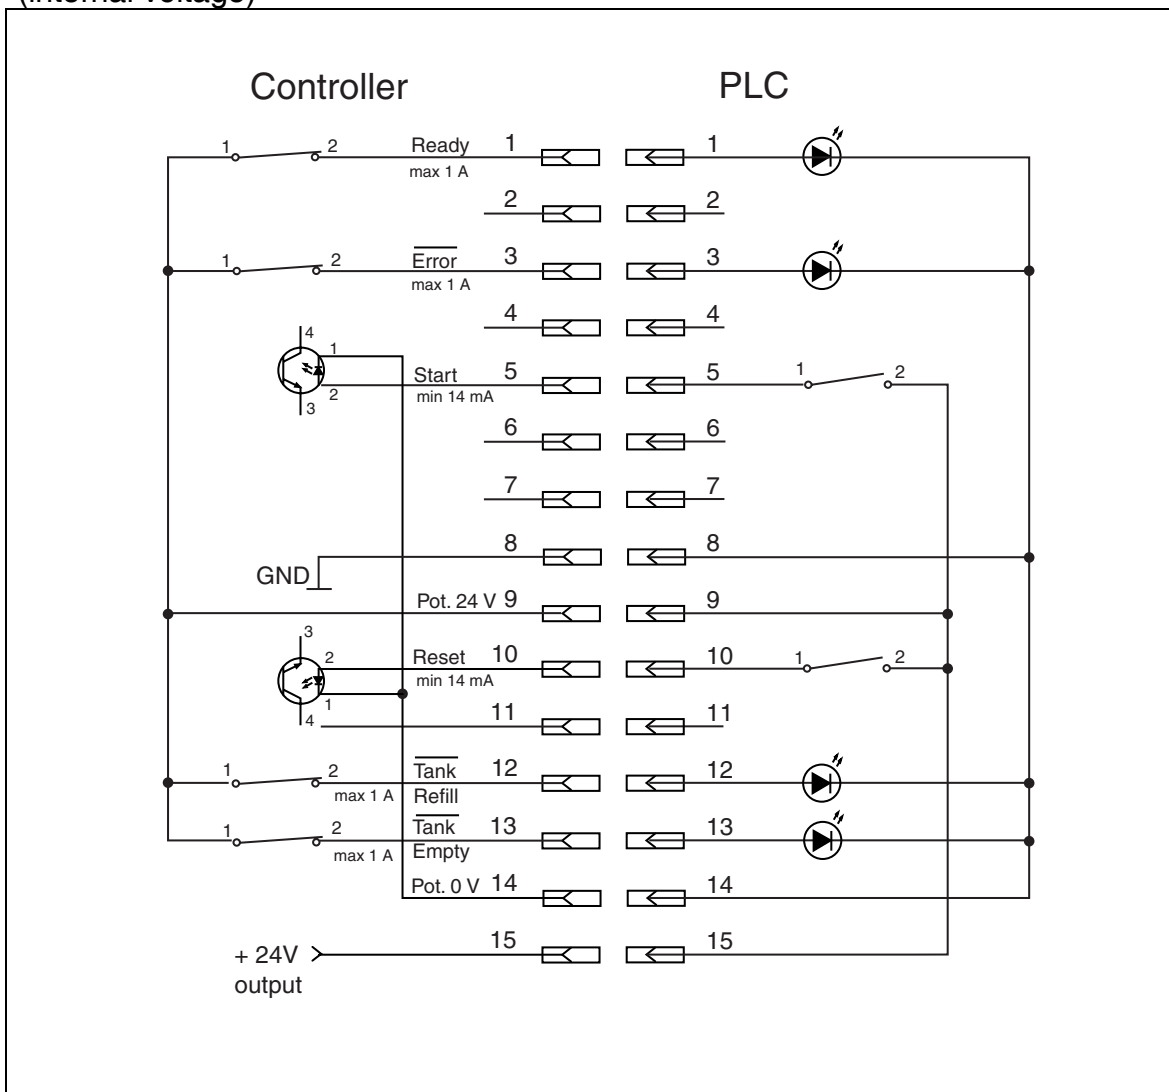 (internal voltage)
Controller PLC
1 2 Ready 1 1
max 1 A
2 2
1 2 Error 3 3
max 1 A
4 4
4
1
Start 5 5 1 2
2 min 14 mA
3
6 6
7 7
8 8
GND
Pot. 24 V 9 9
3
2 Reset 10 10 1 2
min 14 mA
1
4 11 11
1 2 Tank 12 12
max 1 A Refill
1 2 Tank 13 13
max 1 A Empty
Pot. 0 V 14 14
15 15
+ 24V
output